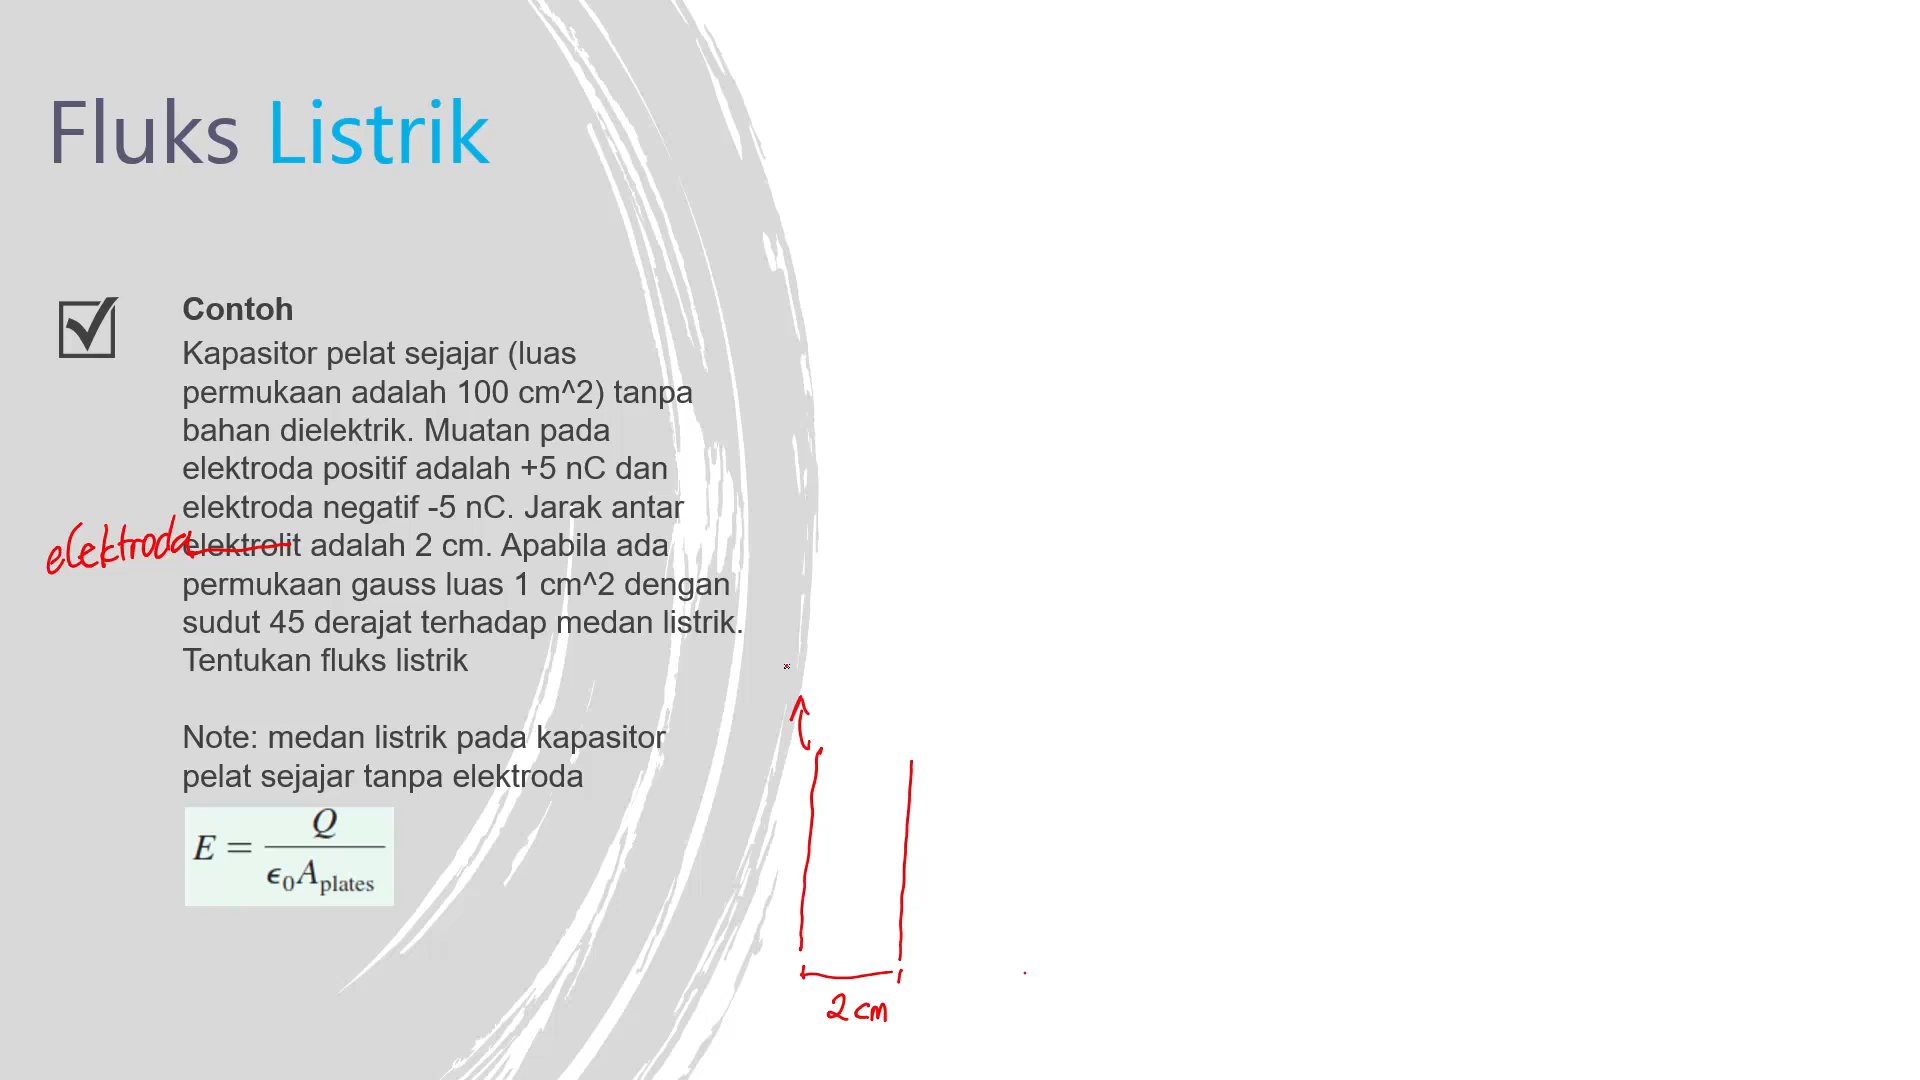 Fluks Listrik
Contoh
Kapasitor pelat sejajar (luas
permukaan adalah 100 cm^2) tanpa
bahan dielektrik. Muatan pada
elektroda positif adalah +5 nC dan
elektroda negatif -5 nC. Jarak antar
elektroda elektrolit adalah 2 cm. Apabila ada
permukaan gauss luas 1 cm^2 dengan
sudut 45 derajat terhadap medan listrik.
Tentukan fluks listrik
Note: medan listrik pada kapasitor
pelat sejajar tanpa elektroda
E = Q / ϵ₀A plates
2 cm